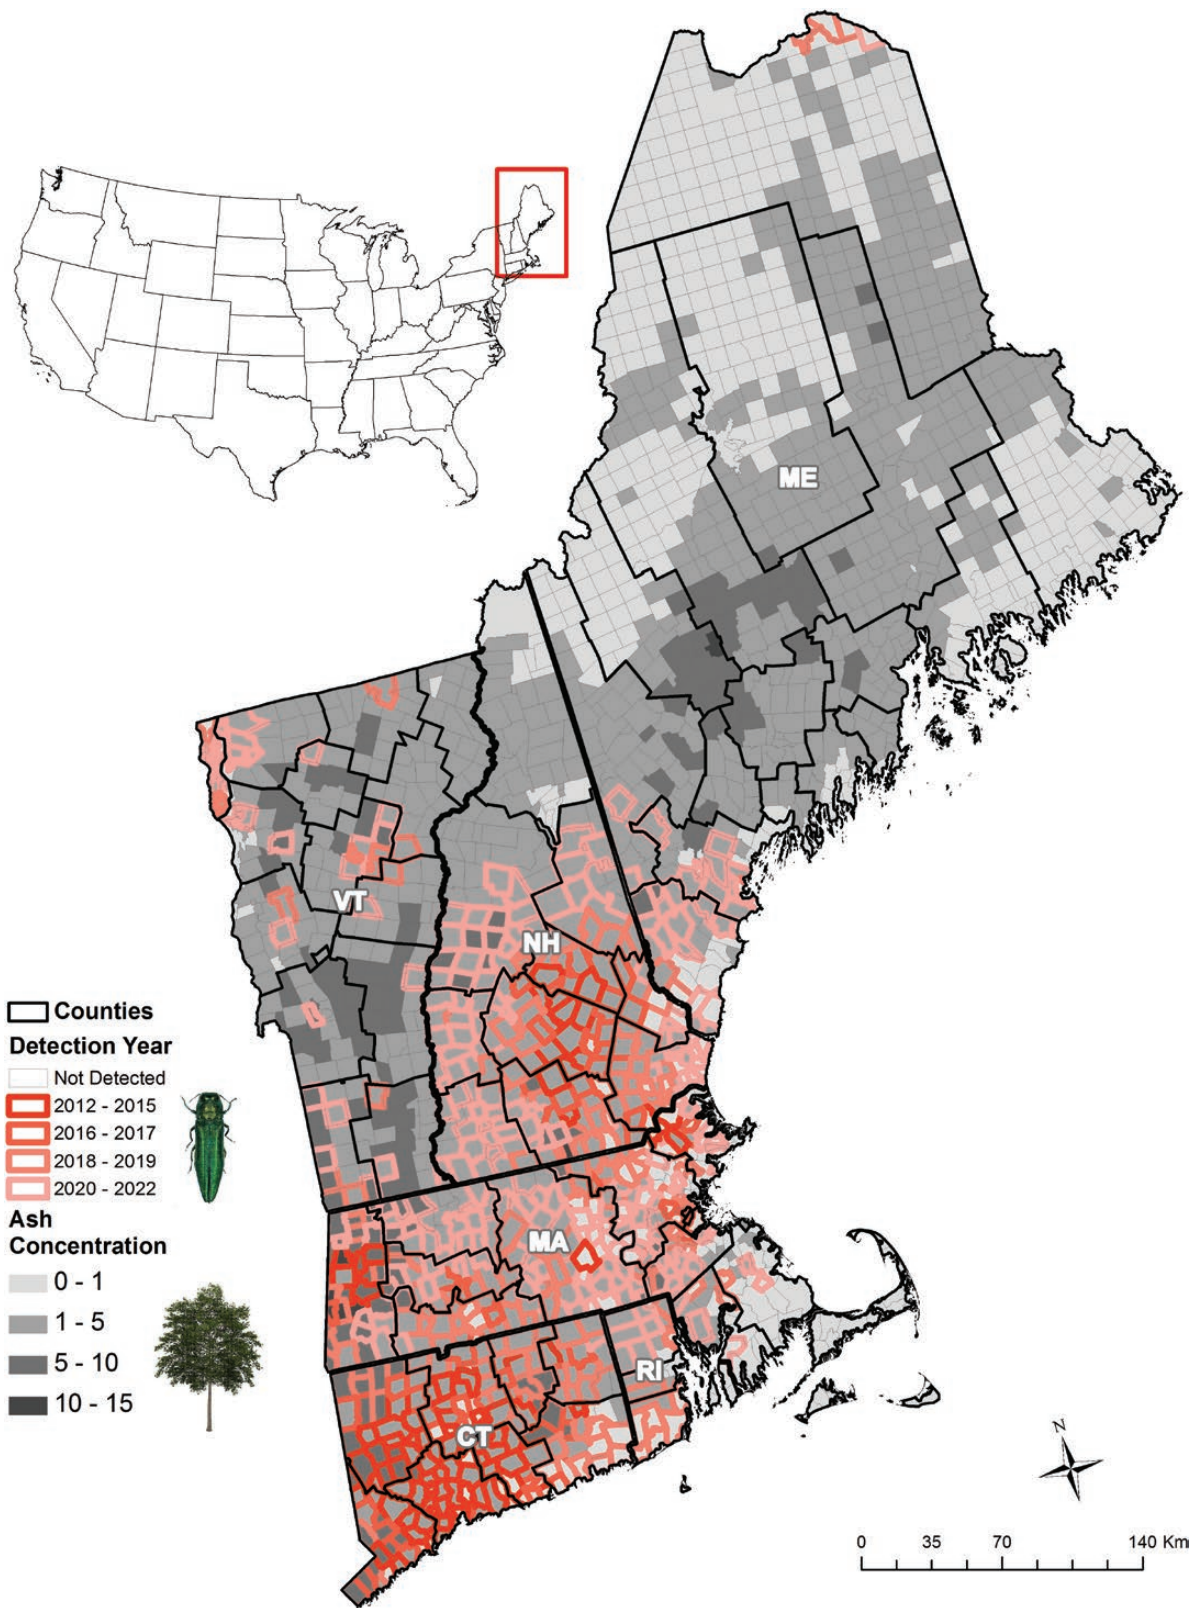 ME
VT
NH
Counties
Detection Year
Not Detected
2012 - 2015
2016 - 2017
2018 - 2019
2020 - 2022
Ash
Concentration
0 - 1
1 - 5
5 - 10
10 - 15
MA
RI
CT
N
0 35 70 140 Km